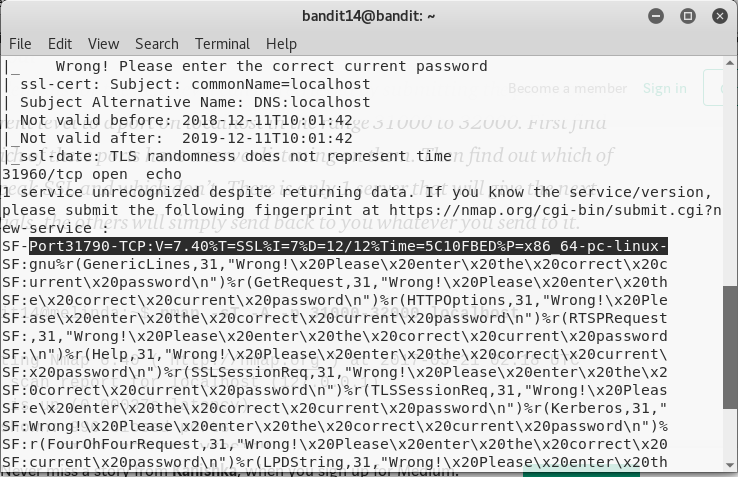 bandit14@bandit: ~
File Edit View Search Terminal Help
|_    Wrong! Please enter the correct current password
| ssl-cert: Subject: commonName=localhost
| Subject Alternative Name: DNS:localhost
| Not valid before: 2018-12-11T10:01:42
|_Not valid after:  2019-12-11T10:01:42
|_ssl-date: TLS randomness does not represent time
31960/tcp open  echo
1 service unrecognized despite returning data. If you know the service/version,
please submit the following fingerprint at https://nmap.org/cgi-bin/submit.cgi?n
ew-service :
SF-Port31790-TCP:V=7.40%T=SSL%I=7%D=12/12%Time=5C10FBED%P=x86_64-pc-linux-
SF:gnu%r(GenericLines,31,"Wrong!\x20Please\x20enter\x20the\x20correct\x20c
SF:urrent\x20password\n")%r(GetRequest,31,"Wrong!\x20Please\x20enter\x20th
SF:e\x20correct\x20current\x20password\n")%r(HTTPOptions,31,"Wrong!\x20Ple
SF:ase\x20enter\x20the\x20correct\x20current\x20password\n")%r(RTSPRequest
SF:,31,"Wrong!\x20Please\x20enter\x20the\x20correct\x20current\x20password
SF:\n")%r(Help,31,"Wrong!\x20Please\x20enter\x20the\x20correct\x20current\
SF:x20password\n")%r(SSLSessionReq,31,"Wrong!\x20Please\x20enter\x20the\x2
SF:0correct\x20current\x20password\n")%r(TLSSessionReq,31,"Wrong!\x20Pleas
SF:e\x20enter\x20the\x20correct\x20current\x20password\n")%r(Kerberos,31,"
SF:Wrong!\x20Please\x20enter\x20the\x20correct\x20current\x20password\n")%
SF:r(FourOhFourRequest,31,"Wrong!\x20Please\x20enter\x20the\x20correct\x20
SF:current\x20password\n")%r(LPDString,31,"Wrong!\x20Please\x20enter\x20th
Become a member Sign in
Never miss a story from Kanishka, when you sign up for Medium.